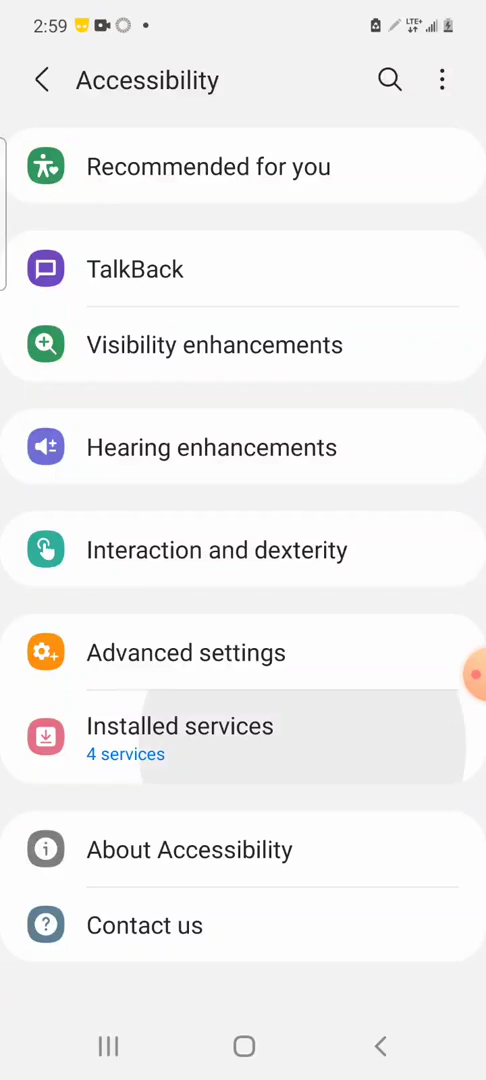 2:59
LTE+
Accessibility
Recommended for you
TalkBack
Visibility enhancements
Hearing enhancements
Interaction and dexterity
Advanced settings
Installed services
4 services
About Accessibility
Contact us